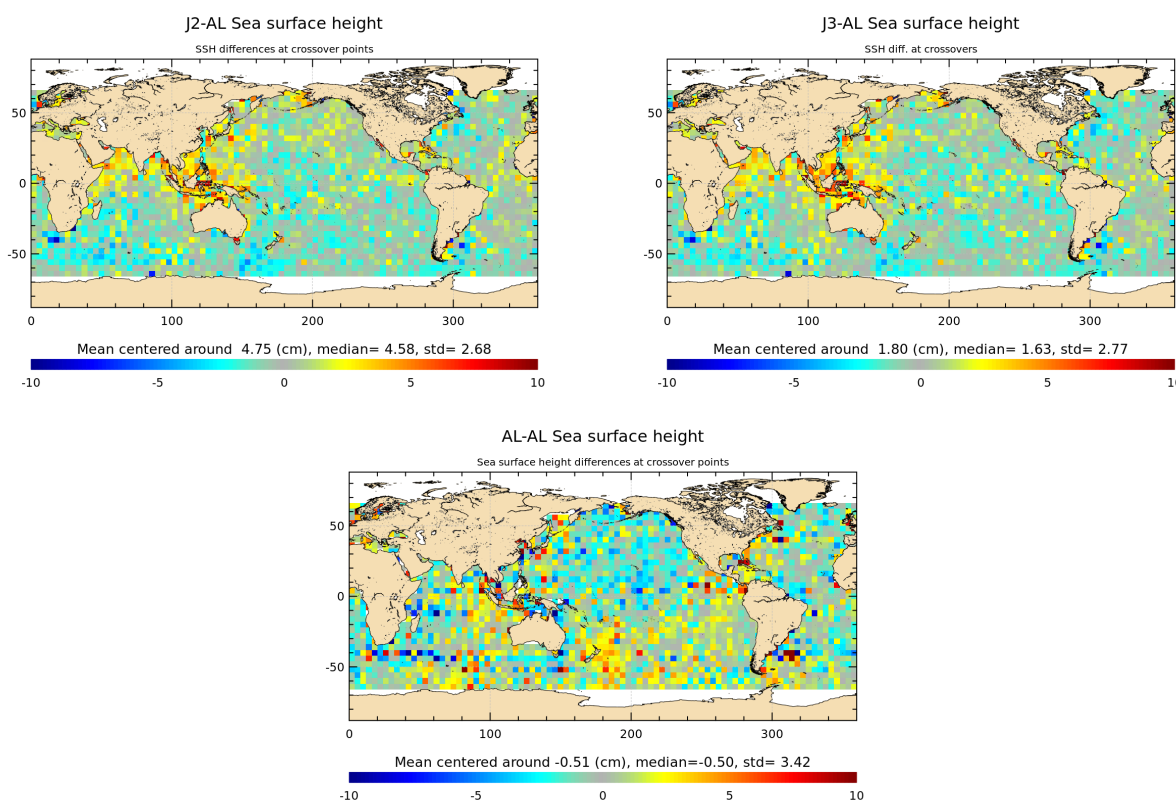 J2-AL Sea surface height
SSH differences at crossover points
50
0
-50
0 100 200 300
Mean centered around 4.75 (cm), median= 4.58, std= 2.68
-10 -5 0 5 10
J3-AL Sea surface height
SSH diff. at crossovers
50
0
-50
0 100 200 300
Mean centered around 1.80 (cm), median= 1.63, std= 2.77
-10 -5 0 5
AL-AL Sea surface height
Sea surface height differences at crossover points
50
0
-50
0 100 200 300
Mean centered around -0.51 (cm), median=-0.50, std= 3.42
-10 -5 0 5 10